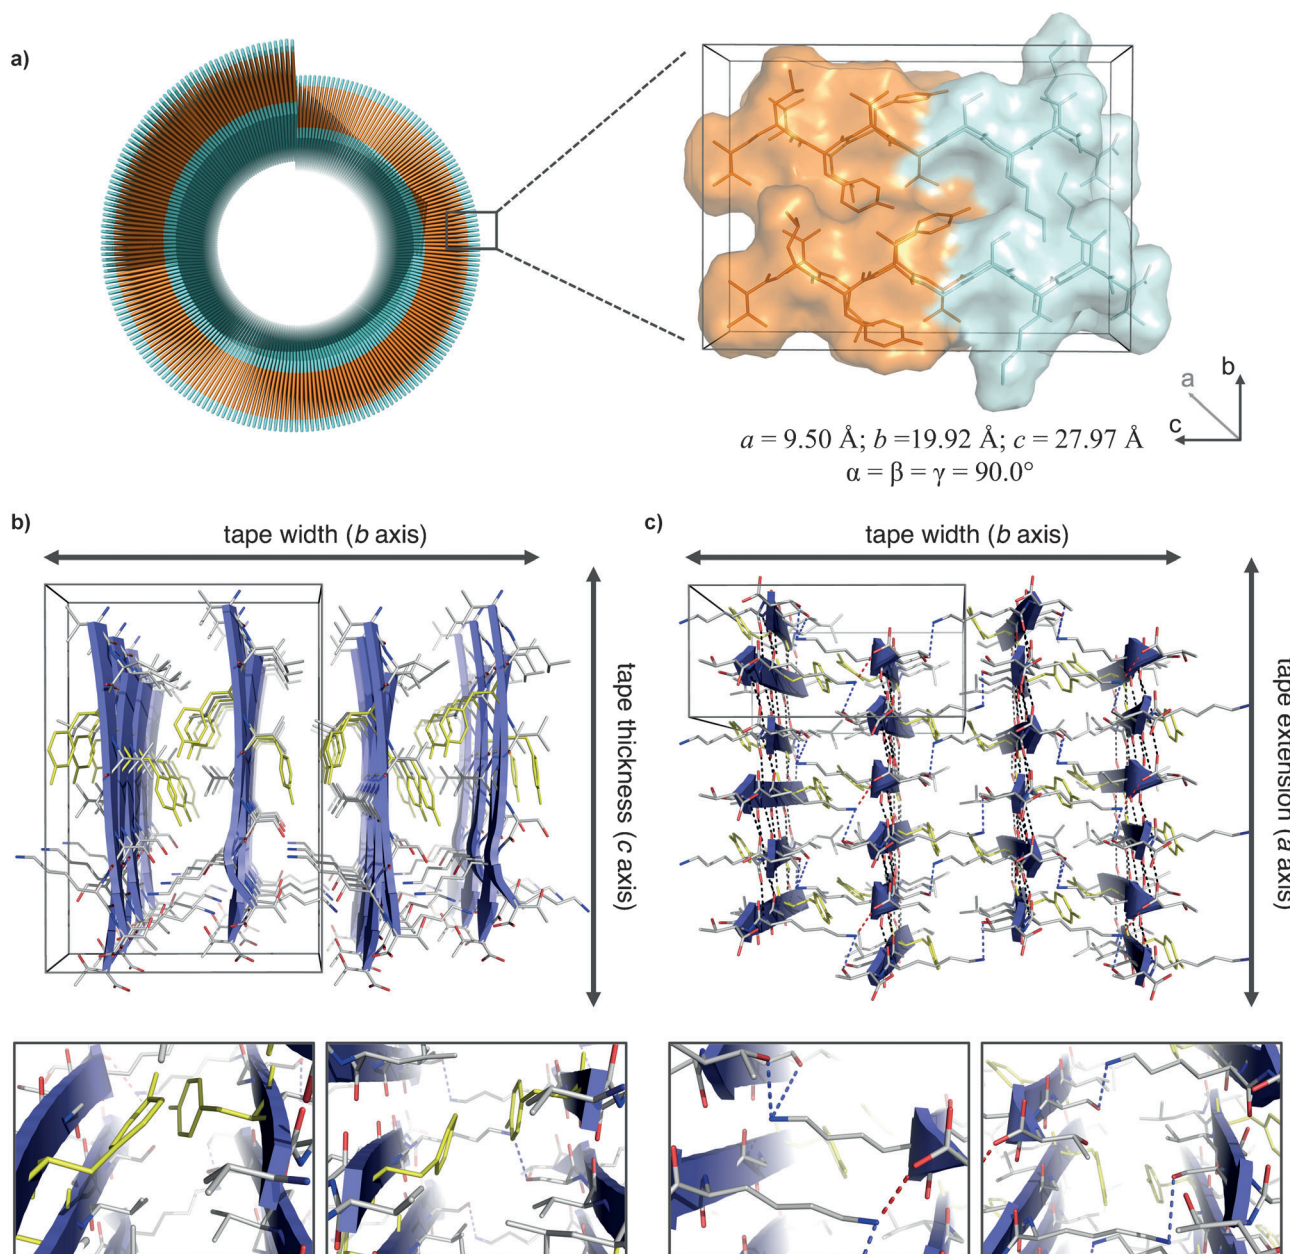 a)
b
a
c
a = 9.50 Å; b =19.92 Å; c = 27.97 Å
α = β = γ = 90.0°
b)
tape width (b axis)
tape thickness (c axis)
c)
tape width (b axis)
tape extension (a axis)